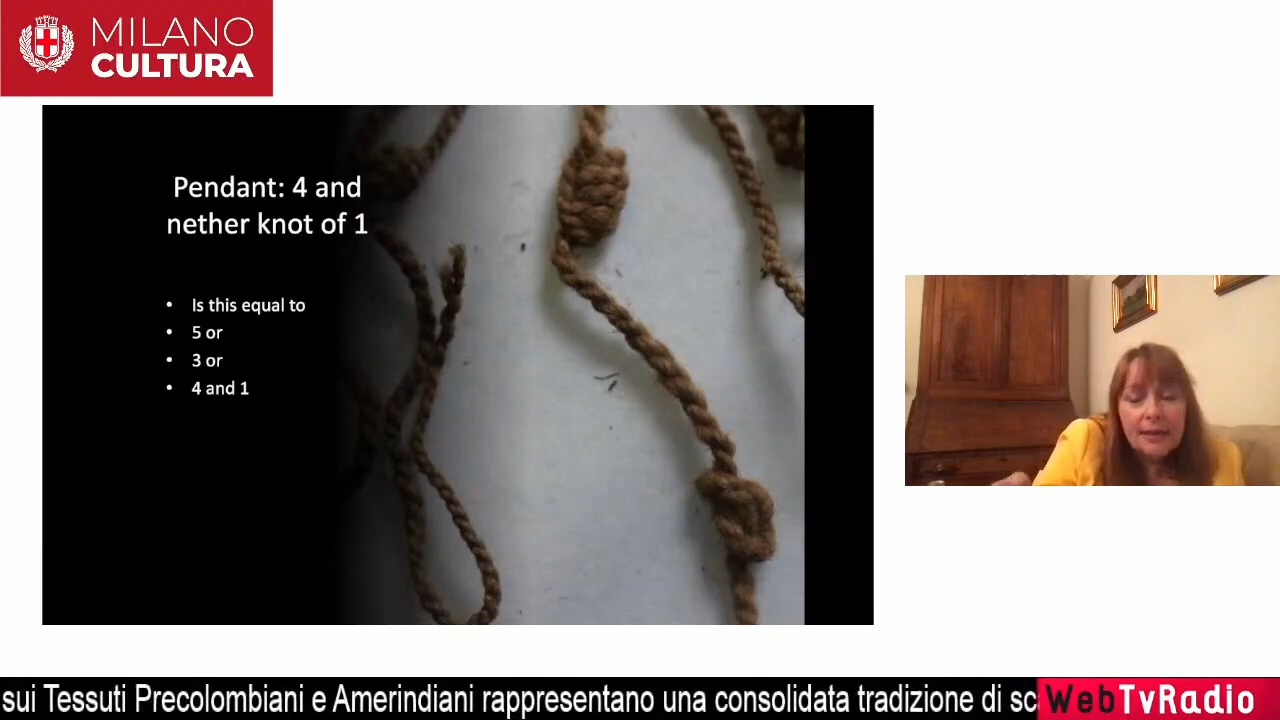 MILANO
CULTURA
Pendant: 4 and
nether knot of 1
• Is this equal to
• 5 or
• 3 or
• 4 and 1
sui Tessuti Precolombiani e Amerindiani rappresentano una consolidata tradizione di
WebTvRadio